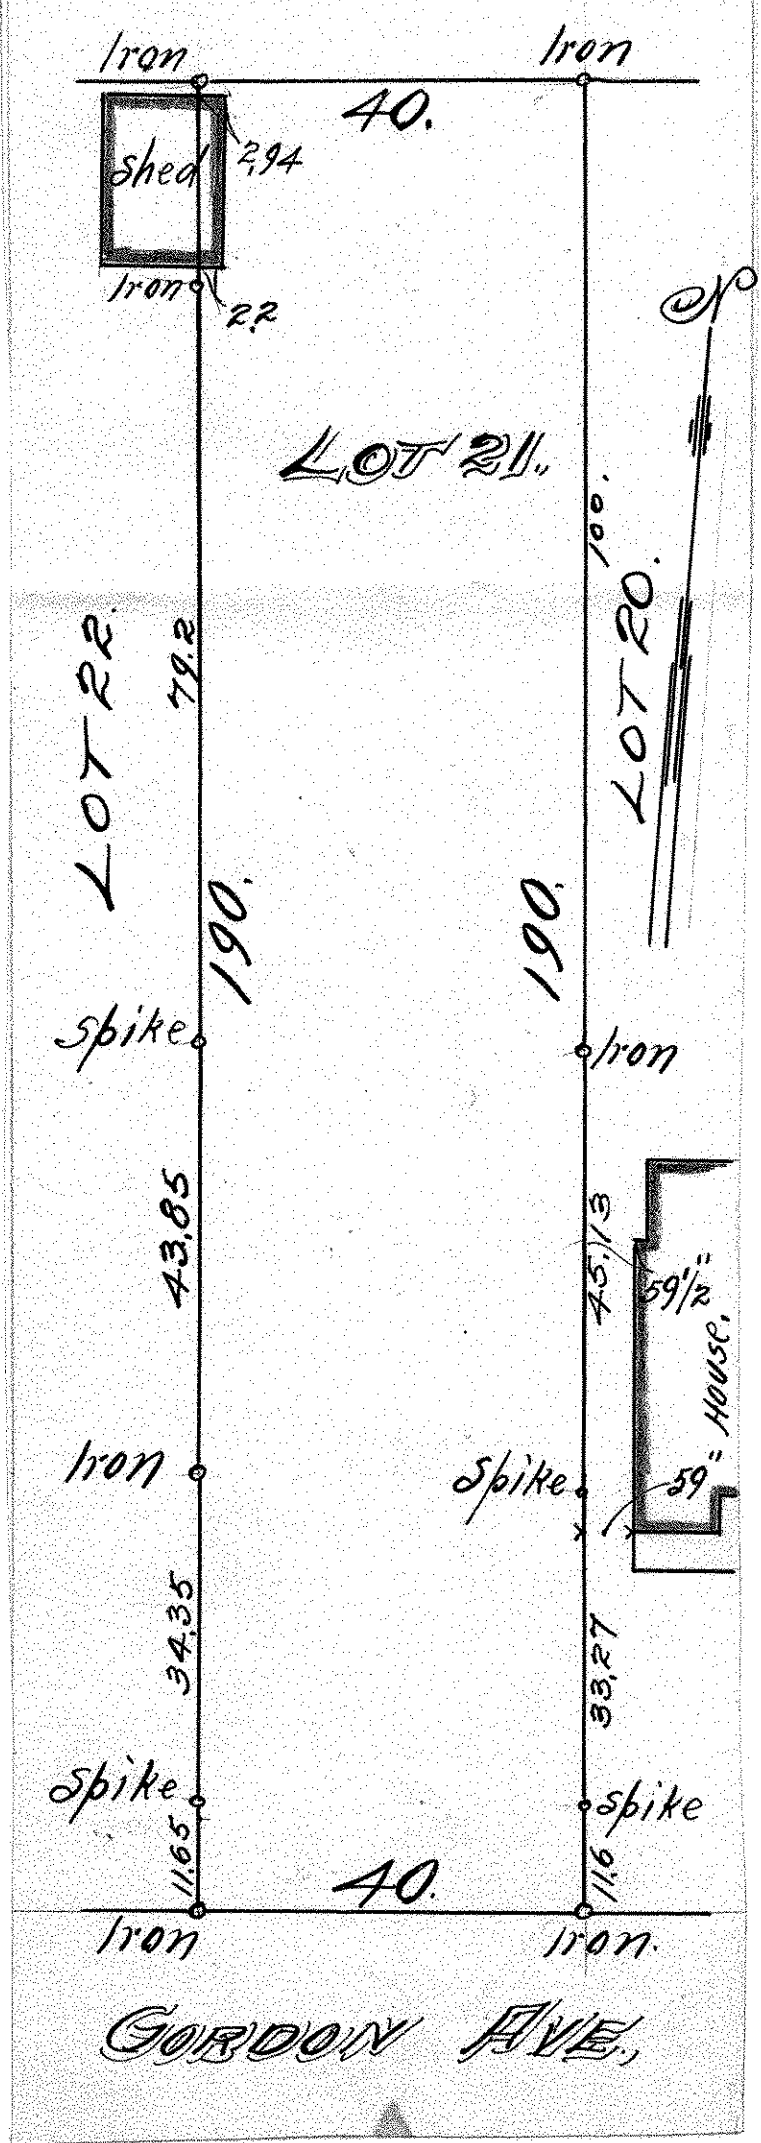 Iron
Iron
40.
shed
2.94
Iron
2.2
N
LOT 21.
100.
LOT 20.
LOT 22.
79.2
190.
190.
Spike
Iron
43.85
45.13
59 1/2"
HOUSE.
Iron
Spike
59"
34.35
33.27
Spike
Spike
11.65
11.6
40.
Iron
Iron.
GORDON AVE.,